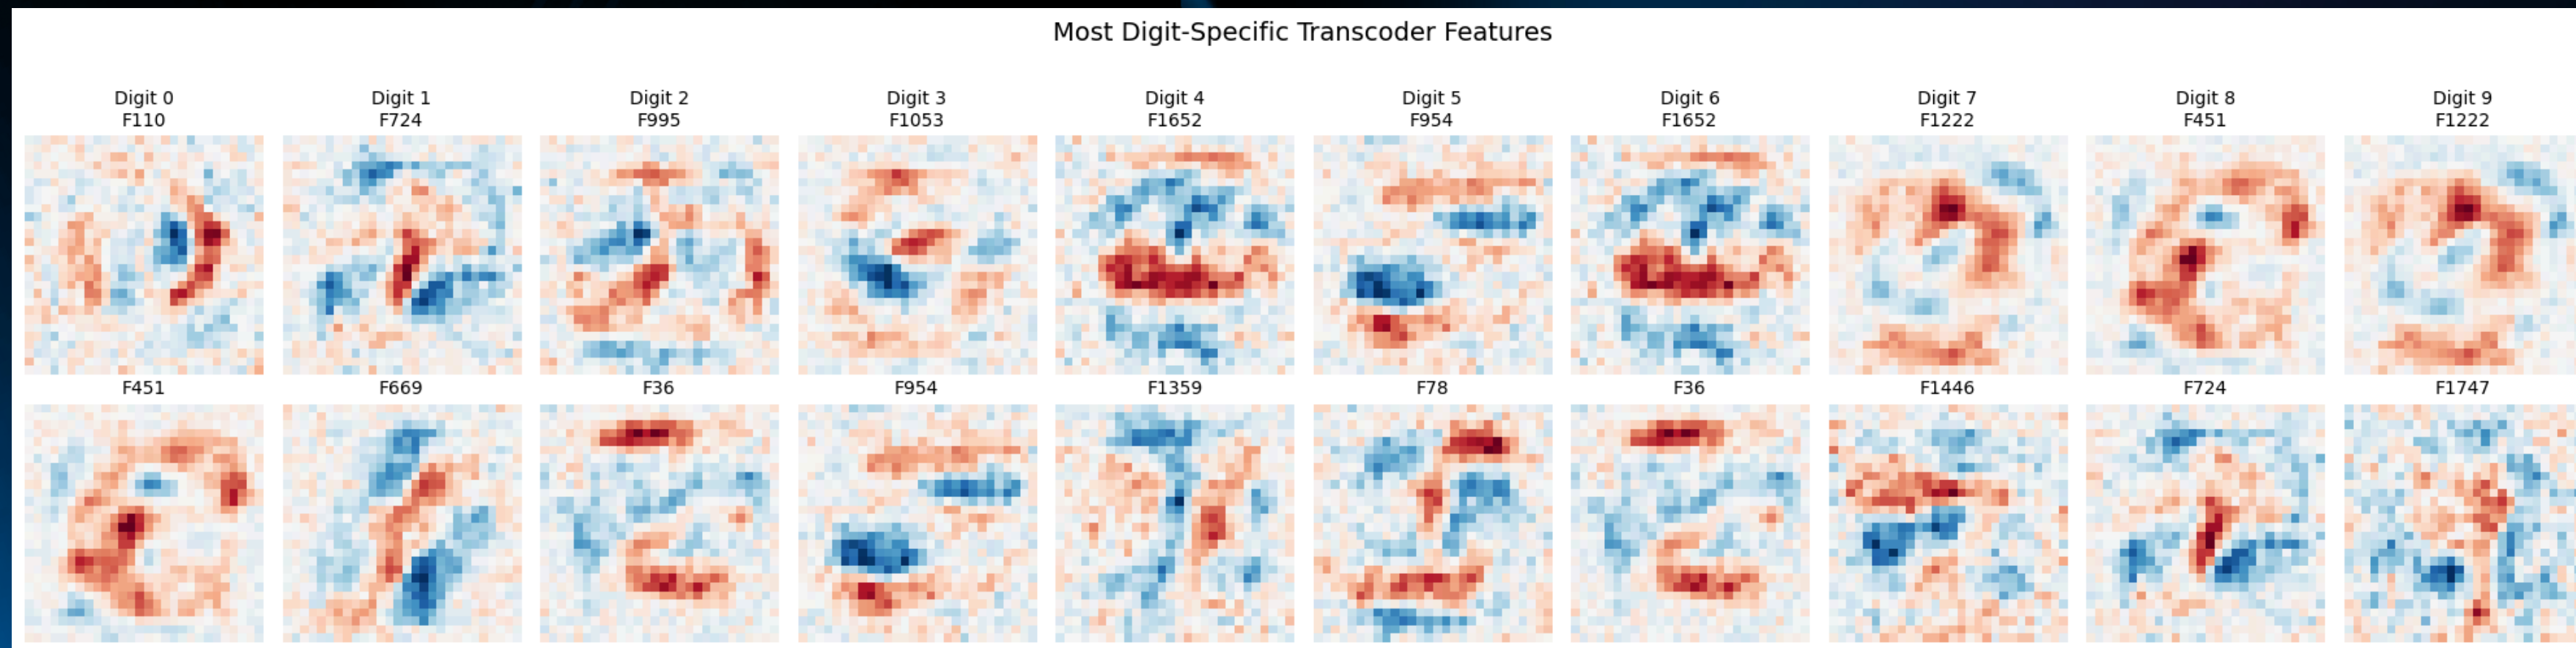 Most Digit-Specific Transcoder Features
Digit 0 Digit 1 Digit 2 Digit 3 Digit 4 Digit 5 Digit 6 Digit 7 Digit 8 Digit 9
F110 F724 F995 F1053 F1652 F954 F1652 F1222 F451 F1222
F451 F669 F36 F954 F1359 F78 F36 F1446 F724 F1747